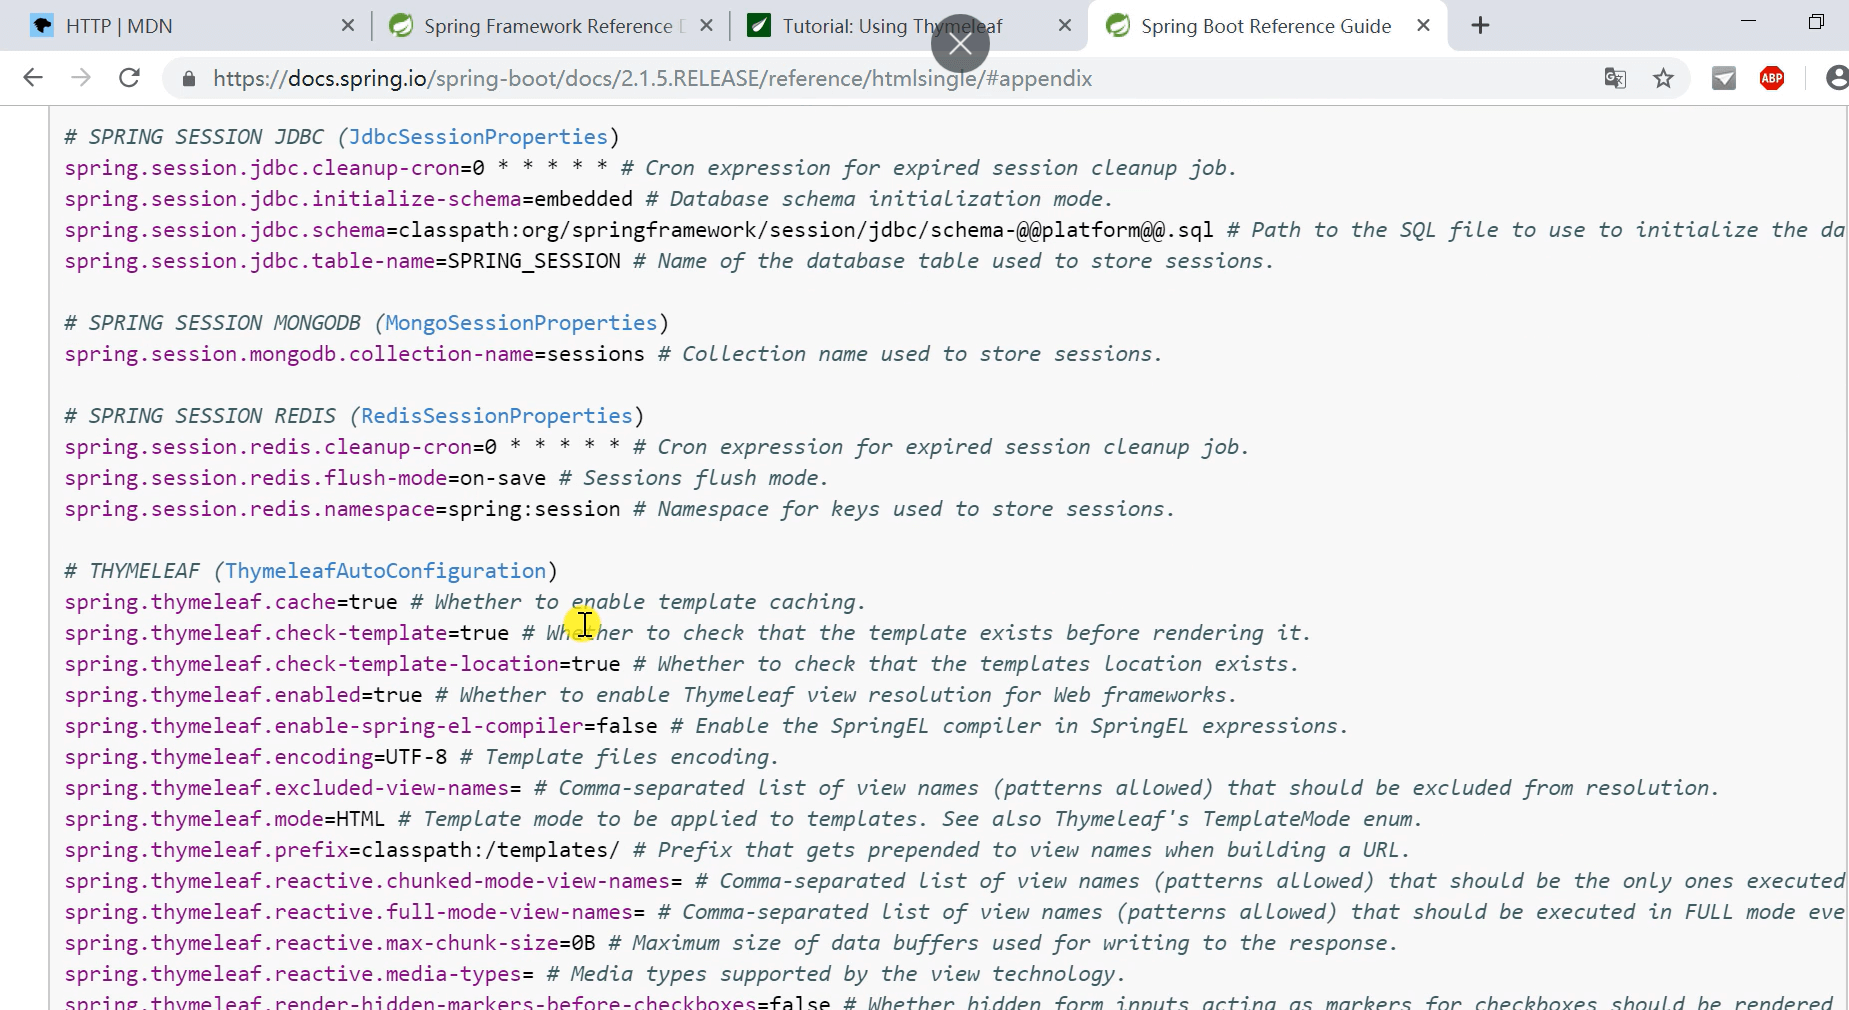 HTTP | MDN
Spring Framework Reference
Tutorial: Using Thymeleaf
Spring Boot Reference Guide
https://docs.spring.io/spring-boot/docs/2.1.5.RELEASE/reference/htmlsingle/#appendix
ABP
# SPRING SESSION JDBC (JdbcSessionProperties)
spring.session.jdbc.cleanup-cron=0 * * * * * # Cron expression for expired session cleanup job.
spring.session.jdbc.initialize-schema=embedded # Database schema initialization mode.
spring.session.jdbc.schema=classpath:org/springframework/session/jdbc/schema-@@platform@@.sql # Path to the SQL file to use to initialize the da
spring.session.jdbc.table-name=SPRING_SESSION # Name of the database table used to store sessions.
# SPRING SESSION MONGODB (MongoSessionProperties)
spring.session.mongodb.collection-name=sessions # Collection name used to store sessions.
# SPRING SESSION REDIS (RedisSessionProperties)
spring.session.redis.cleanup-cron=0 * * * * * # Cron expression for expired session cleanup job.
spring.session.redis.flush-mode=on-save # Sessions flush mode.
spring.session.redis.namespace=spring:session # Namespace for keys used to store sessions.
# THYMELEAF (ThymeleafAutoConfiguration)
spring.thymeleaf.cache=true # Whether to enable template caching.
spring.thymeleaf.check-template=true # Whether to check that the template exists before rendering it.
spring.thymeleaf.check-template-location=true # Whether to check that the templates location exists.
spring.thymeleaf.enabled=true # Whether to enable Thymeleaf view resolution for Web frameworks.
spring.thymeleaf.enable-spring-el-compiler=false # Enable the SpringEL compiler in SpringEL expressions.
spring.thymeleaf.encoding=UTF-8 # Template files encoding.
spring.thymeleaf.excluded-view-names= # Comma-separated list of view names (patterns allowed) that should be excluded from resolution.
spring.thymeleaf.mode=HTML # Template mode to be applied to templates. See also Thymeleaf's TemplateMode enum.
spring.thymeleaf.prefix=classpath:/templates/ # Prefix that gets prepended to view names when building a URL.
spring.thymeleaf.reactive.chunked-mode-view-names= # Comma-separated list of view names (patterns allowed) that should be the only ones executed
spring.thymeleaf.reactive.full-mode-view-names= # Comma-separated list of view names (patterns allowed) that should be executed in FULL mode eve
spring.thymeleaf.reactive.max-chunk-size=0B # Maximum size of data buffers used for writing to the response.
spring.thymeleaf.reactive.media-types= # Media types supported by the view technology.
spring.thymeleaf.render-hidden-markers-before-checkboxes=false # Whether hidden form inputs acting as markers for checkboxes should be rendered